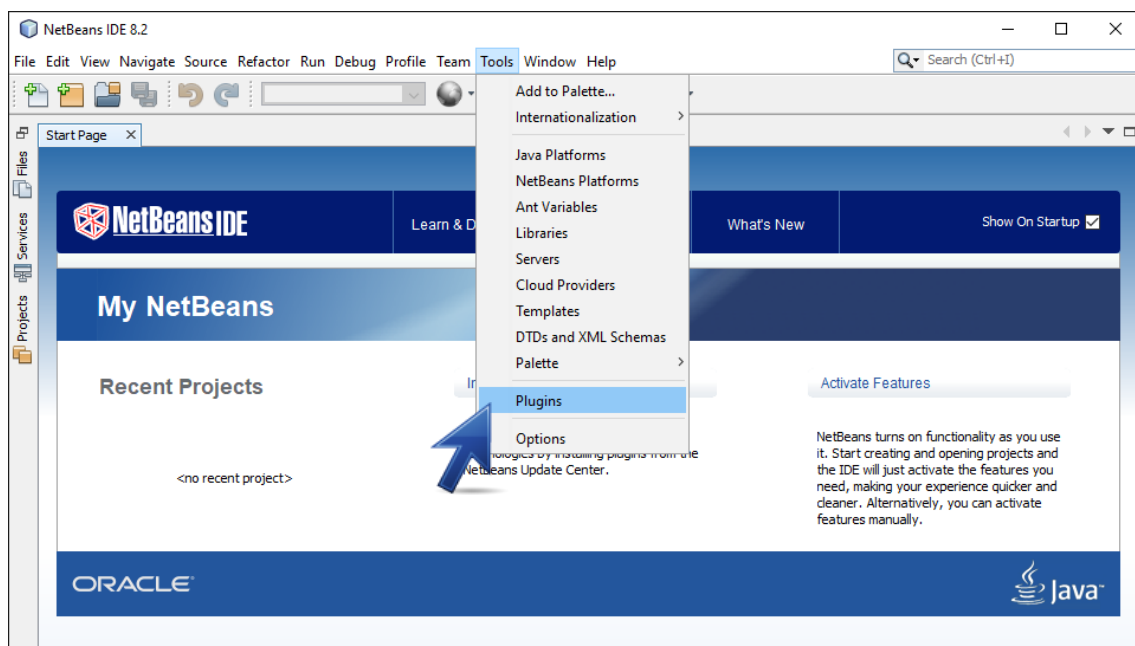 NetBeans IDE 8.2
File Edit View Navigate Source Refactor Run Debug Profile Team Tools Window Help
Search (Ctrl+I)
Start Page
Files
Services
Projects
Add to Palette...
Internationalization
Java Platforms
NetBeans Platforms
Ant Variables
Libraries
Servers
Cloud Providers
Templates
DTDs and XML Schemas
Palette
Plugins
Options
NetBeans IDE
Learn & D
What's New
Show On Startup
My NetBeans
Recent Projects
<no recent project>
by installing plugins from the
NetBeans Update Center.
Activate Features
NetBeans turns on functionality as you use
it. Start creating and opening projects and
the IDE will just activate the features you
need, making your experience quicker and
cleaner. Alternatively, you can activate
features manually.
ORACLE
Java